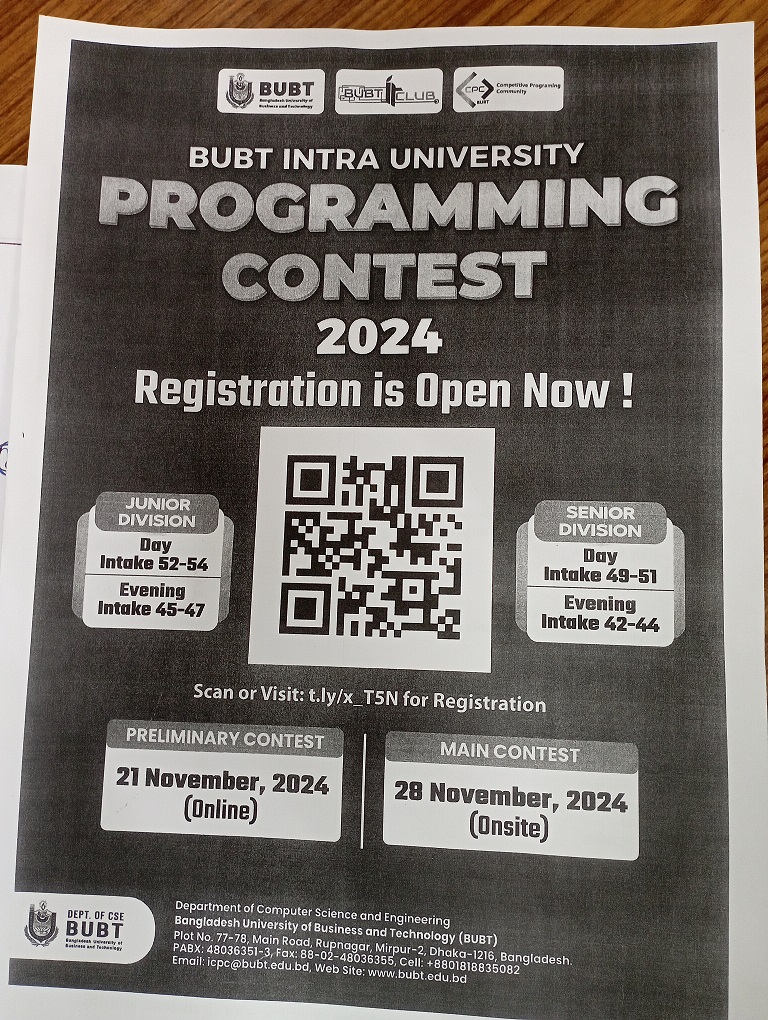 BUBT
Bangladesh University of
Business and Technology
BUBT IT CLUB
CPC
BUBT
Competitive Programing
Community
BUBT INTRA UNIVERSITY
PROGRAMMING
CONTEST
2024
Registration is Open Now !
JUNIOR
DIVISION
Day
Intake 52-54
Evening
Intake 45-47
SENIOR
DIVISION
Day
Intake 49-51
Evening
Intake 42-44
Scan or Visit: t.ly/x_T5N for Registration
PRELIMINARY CONTEST
21 November, 2024
(Online)
MAIN CONTEST
28 November, 2024
(Onsite)
DEPT. OF CSE
BUBT
Bangladesh University of
Business and Technology
Department of Computer Science and Engineering
Bangladesh University of Business and Technology (BUBT)
Plot No. 77-78, Main Road, Rupnagar, Mirpur-2, Dhaka-1216, Bangladesh.
PABX: 48036351-3, Fax: 88-02-48036355, Cell: +8801818835082
Email: icpc@bubt.edu.bd, Web Site: www.bubt.edu.bd